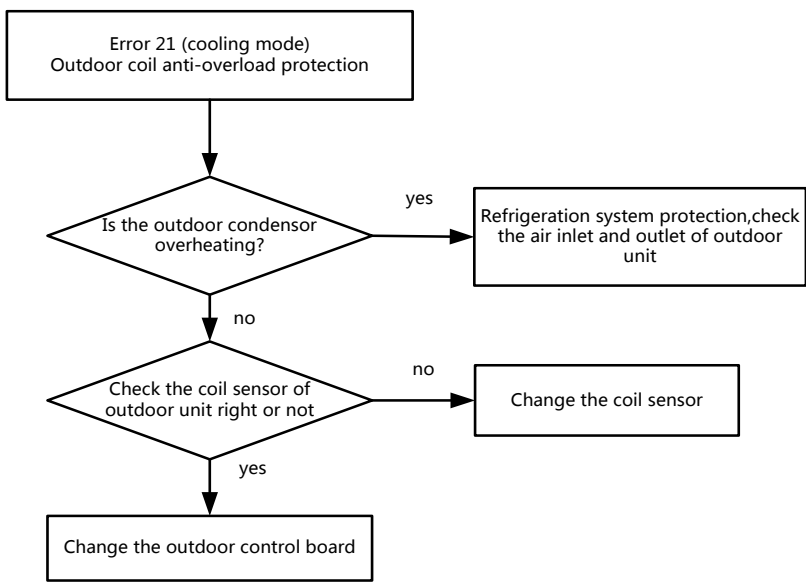 Error 21 (cooling mode)
Outdoor coil anti-overload protection
Is the outdoor condensor
overheating?
yes
Refrigeration system protection,check
the air inlet and outlet of outdoor
unit
no
Check the coil sensor of
outdoor unit right or not
no
Change the coil sensor
yes
Change the outdoor control board